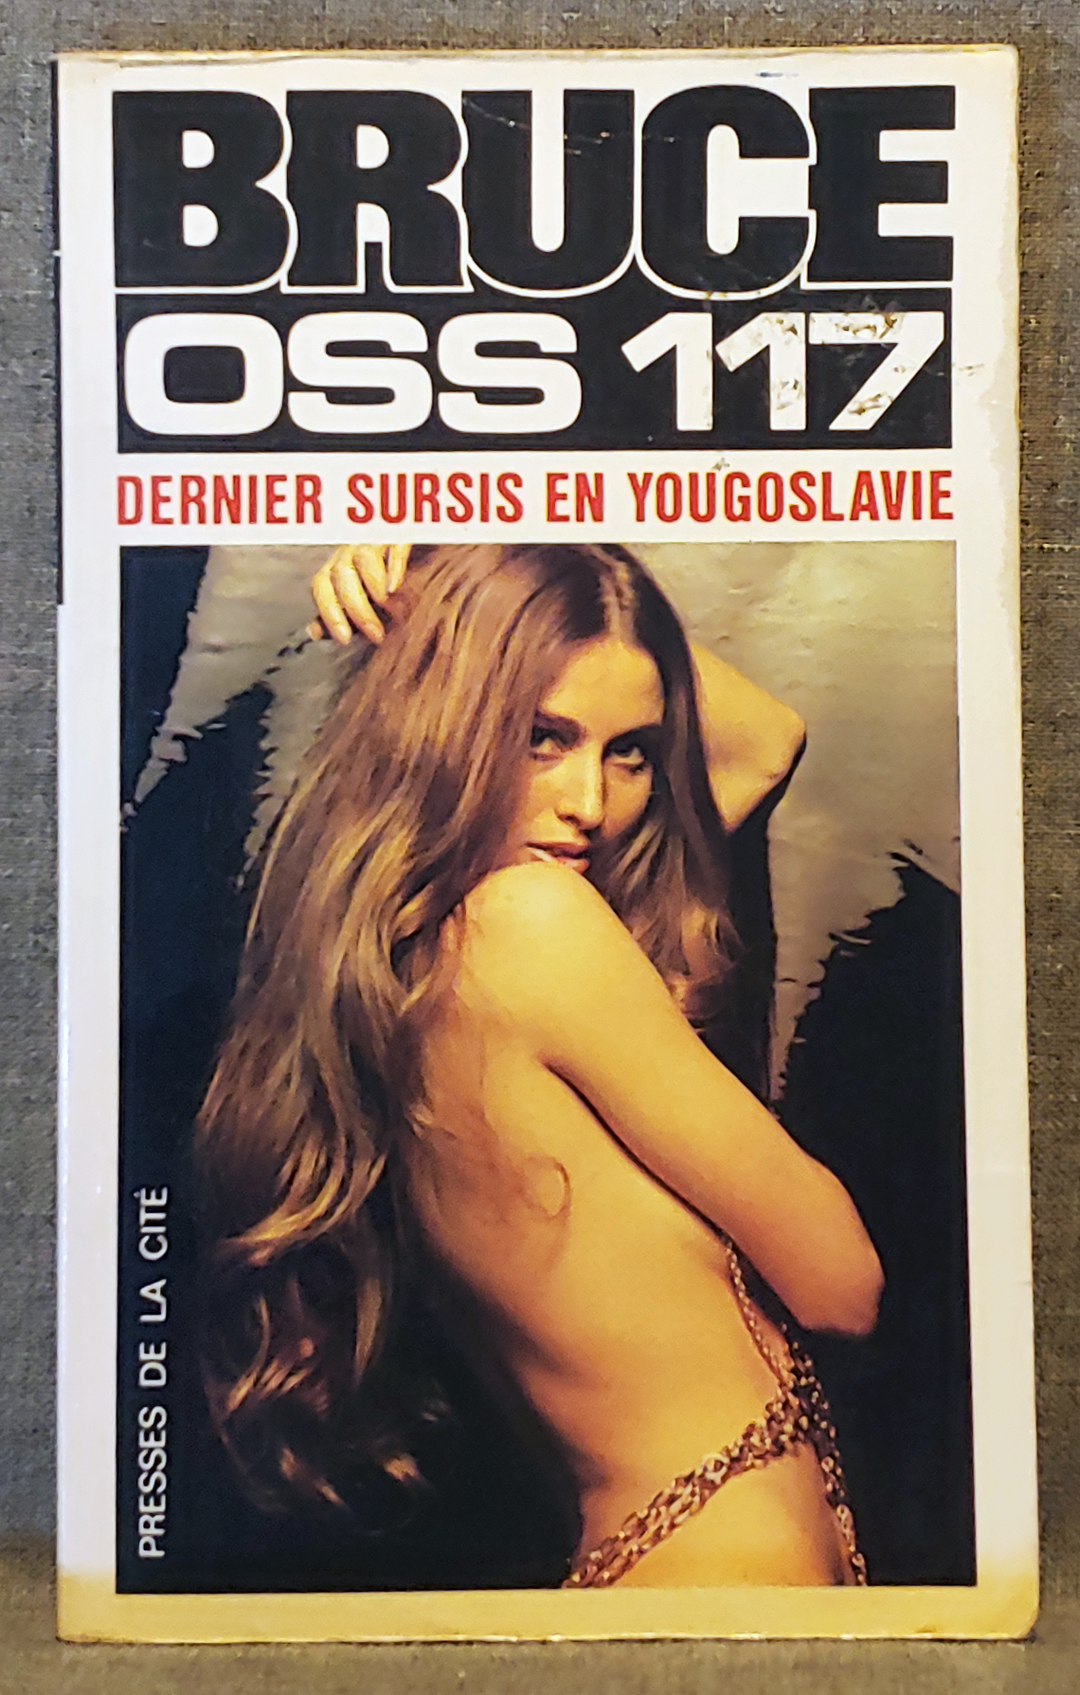 BRUCE
OSS 117
DERNIER SURSIS EN YOUGOSLAVIE
PRESSES DE LA CITÉ